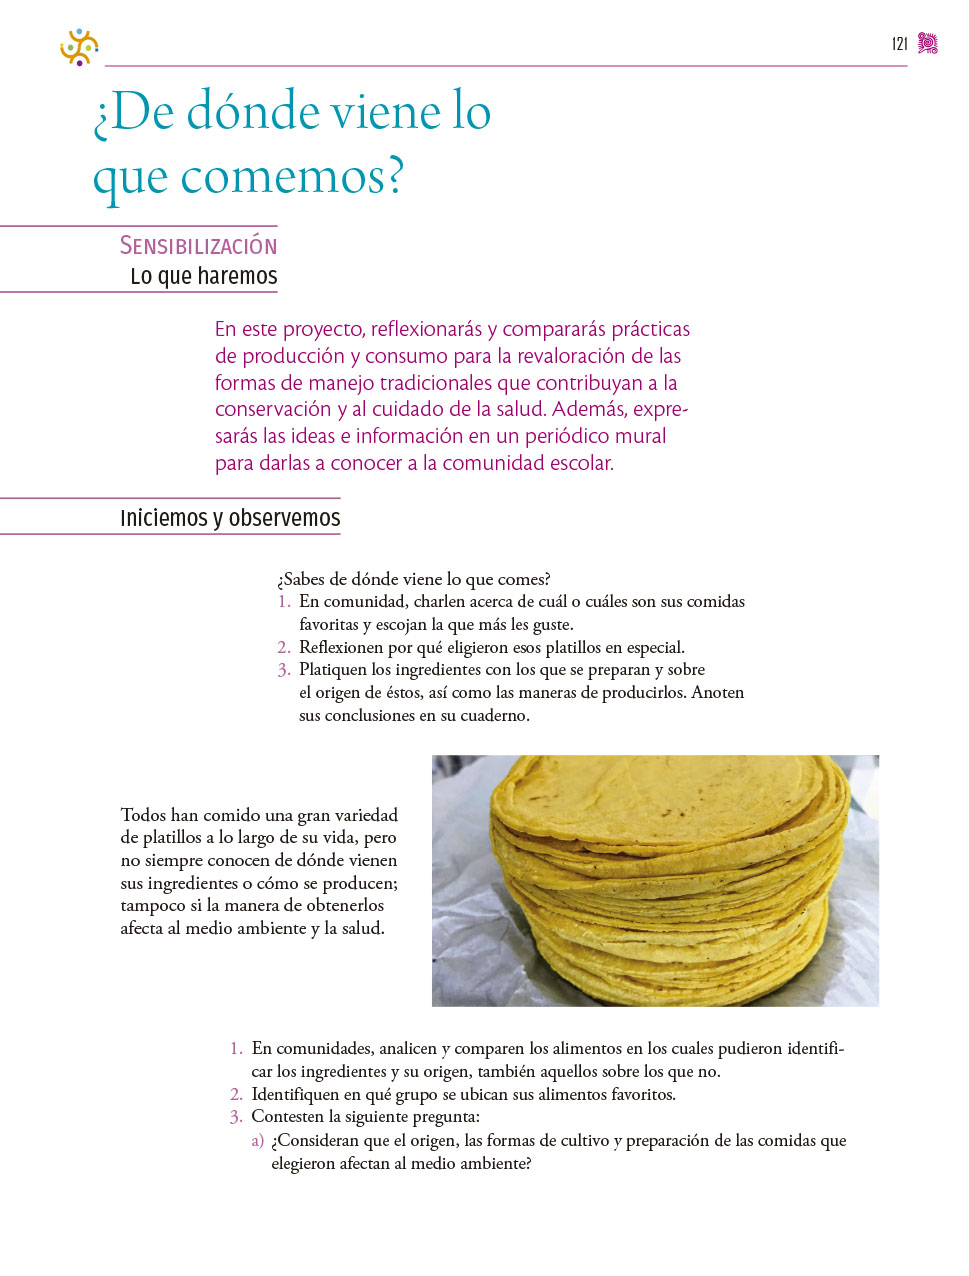 121
¿De dónde viene lo
que comemos?
Sensibilización
Lo que haremos
En este proyecto, reflexionarás y compararás prácticas
de producción y consumo para la revaloración de las
formas de manejo tradicionales que contribuyan a la
conservación y al cuidado de la salud. Además, expre-
sarás las ideas e información en un periódico mural
para darlas a conocer a la comunidad escolar.
Iniciemos y observemos
¿Sabes de dónde viene lo que comes?
1. En comunidad, charlen acerca de cuál o cuáles son sus comidas
favoritas y escojan la que más les guste.
2. Reflexionen por qué eligieron esos platillos en especial.
3. Platiquen los ingredientes con los que se preparan y sobre
el origen de éstos, así como las maneras de producirlos. Anoten
sus conclusiones en su cuaderno.
Todos han comido una gran variedad
de platillos a lo largo de su vida, pero
no siempre conocen de dónde vienen
sus ingredientes o cómo se producen;
tampoco si la manera de obtenerlos
afecta al medio ambiente y la salud.
1. En comunidades, analicen y comparen los alimentos en los cuales pudieron identifi-
car los ingredientes y su origen, también aquellos sobre los que no.
2. Identifiquen en qué grupo se ubican sus alimentos favoritos.
3. Contesten la siguiente pregunta:
a) ¿Consideran que el origen, las formas de cultivo y preparación de las comidas que
elegieron afectan al medio ambiente?